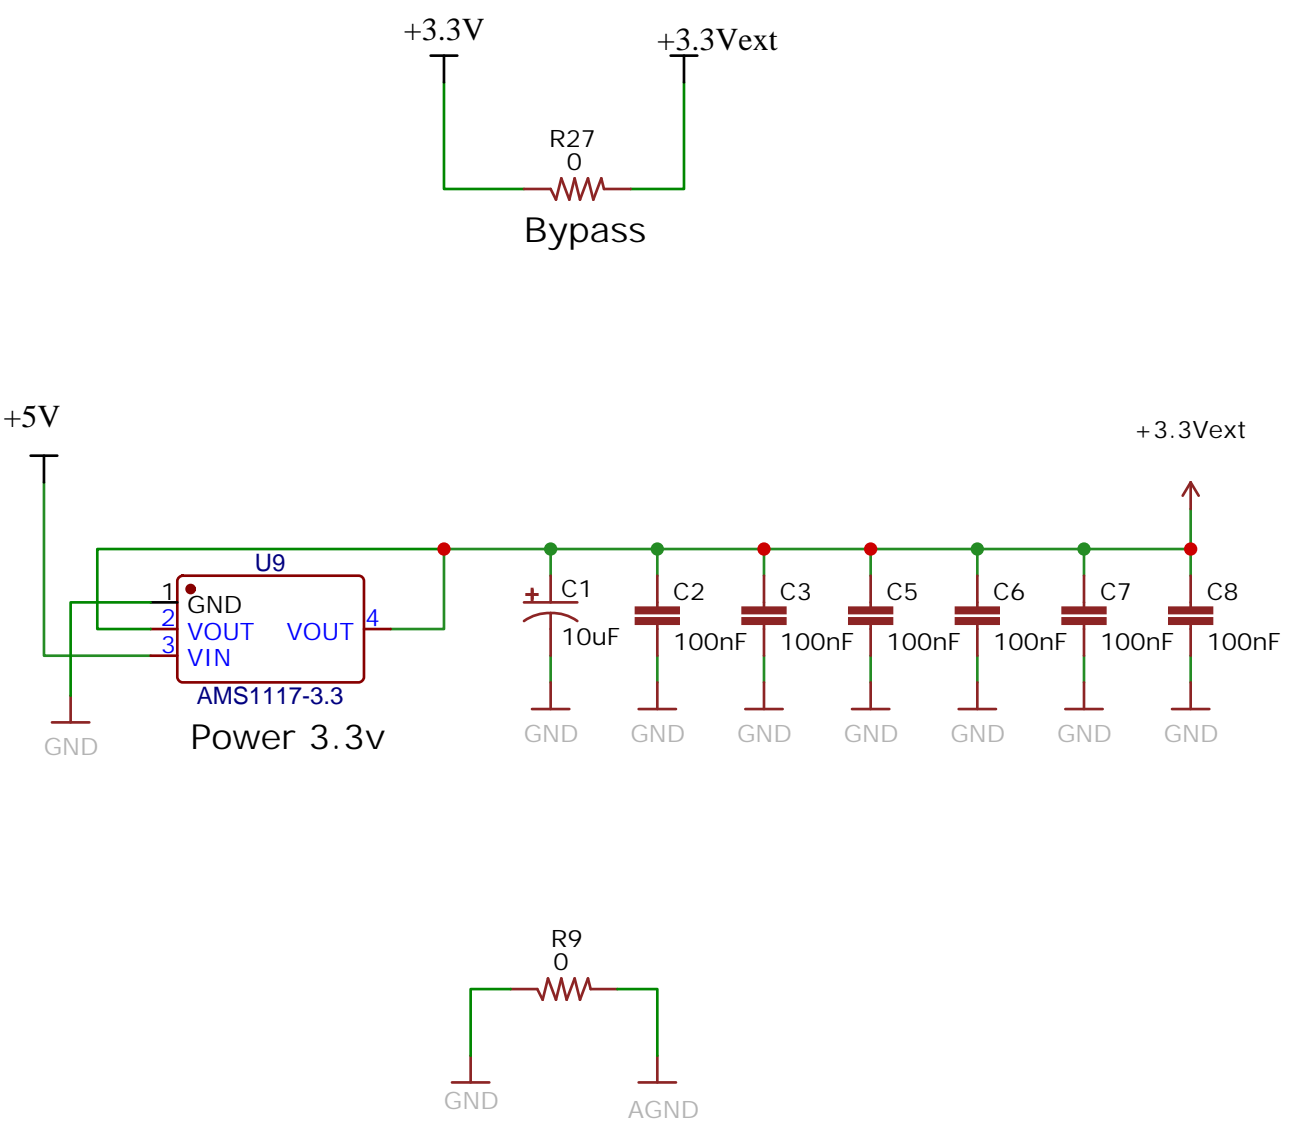 +3.3V
+3.3Vext
R27
0
Bypass
+5V
+3.3Vext
U9
1
GND
2
VOUT
VOUT
4
3
VIN
AMS1117-3.3
Power 3.3v
GND
+
C1
10uF
GND
C2
100nF
GND
C3
100nF
GND
C5
100nF
GND
C6
100nF
GND
C7
100nF
GND
C8
100nF
GND
R9
0
GND
AGND